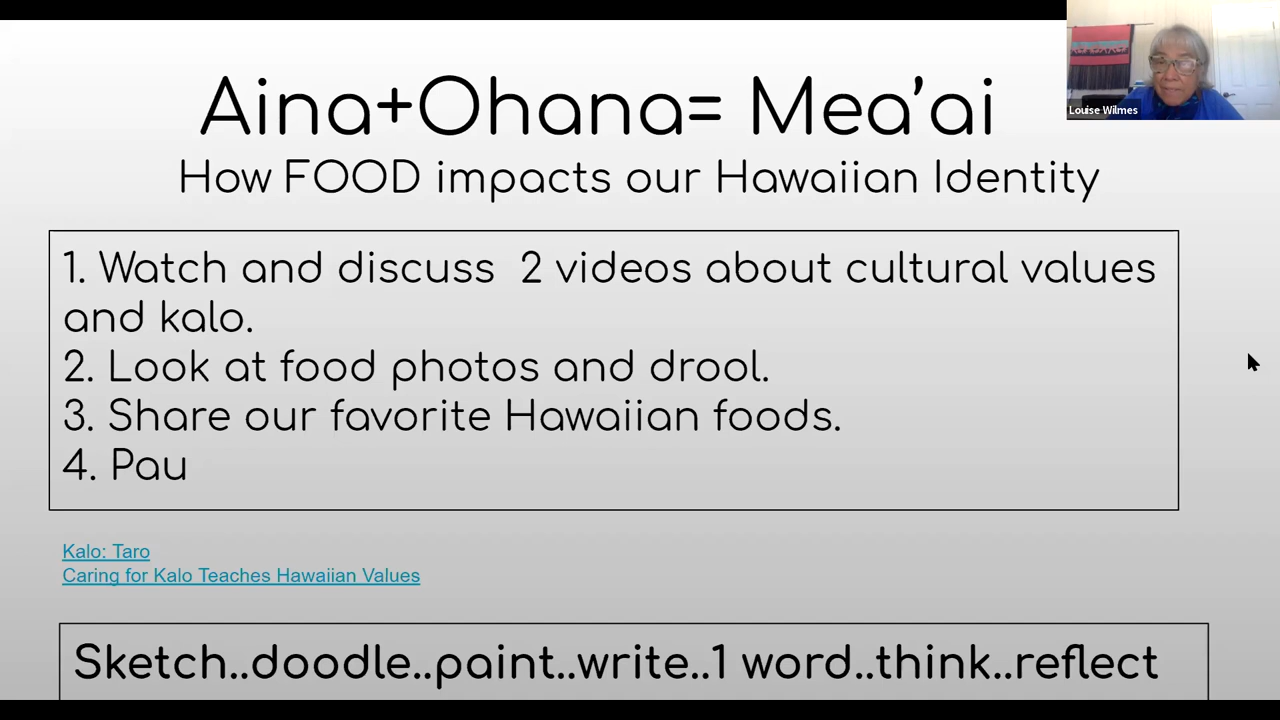 Aina+Ohana= Mea’ai
How FOOD impacts our Hawaiian Identity
Louise Wilmes
1. Watch and discuss  2 videos about cultural values
and kalo.
2. Look at food photos and drool.
3. Share our favorite Hawaiian foods.
4. Pau
Kalo: Taro
Caring for Kalo Teaches Hawaiian Values
Sketch..doodle..paint..write..1 word..think..reflect